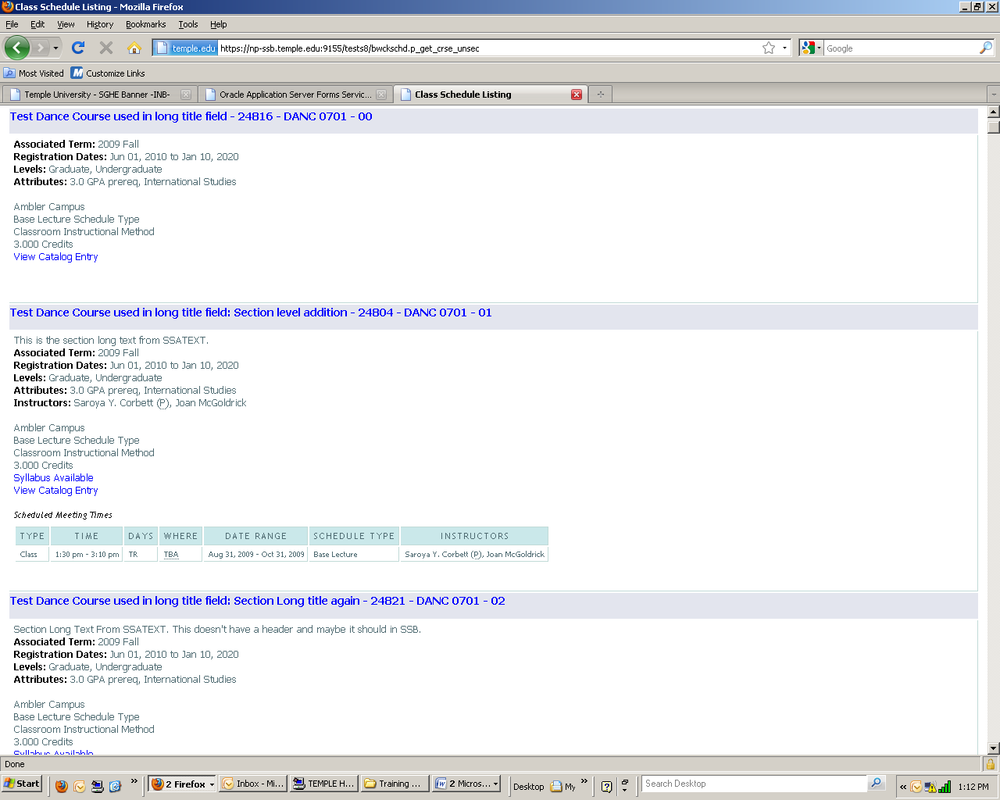 Class Schedule Listing - Mozilla Firefox
File Edit View History Bookmarks Tools Help
temple.edu https://np-ssb.temple.edu:9155/tests8/bwckschd.p_get_crse_unsec
Google
Most Visited Customize Links
Temple University - SGHE Banner -INB- Oracle Application Server Forms Servic... Class Schedule Listing
Test Dance Course used in long title field - 24816 - DANC 0701 - 00
Associated Term: 2009 Fall
Registration Dates: Jun 01, 2010 to Jan 10, 2020
Levels: Graduate, Undergraduate
Attributes: 3.0 GPA prereq, International Studies
Ambler Campus
Base Lecture Schedule Type
Classroom Instructional Method
3.000 Credits
View Catalog Entry
Test Dance Course used in long title field: Section level addition - 24804 - DANC 0701 - 01
This is the section long text from SSATEXT.
Associated Term: 2009 Fall
Registration Dates: Jun 01, 2010 to Jan 10, 2020
Levels: Graduate, Undergraduate
Attributes: 3.0 GPA prereq, International Studies
Instructors: Saroya Y. Corbett (P), Joan McGoldrick
Ambler Campus
Base Lecture Schedule Type
Classroom Instructional Method
3.000 Credits
Syllabus Available
View Catalog Entry
Scheduled Meeting Times
TYPE TIME DAYS WHERE DATE RANGE SCHEDULE TYPE INSTRUCTORS
Class 1:30 pm - 3:10 pm TR TBA Aug 31, 2009 - Oct 31, 2009 Base Lecture Saroya Y. Corbett (P), Joan McGoldrick
Test Dance Course used in long title field: Section Long title again - 24821 - DANC 0701 - 02
Section Long Text From SSATEXT. This doesn't have a header and maybe it should in SSB.
Associated Term: 2009 Fall
Registration Dates: Jun 01, 2010 to Jan 10, 2020
Levels: Graduate, Undergraduate
Attributes: 3.0 GPA prereq, International Studies
Ambler Campus
Base Lecture Schedule Type
Classroom Instructional Method
3.000 Credits
Syllabus Available
Done
Start 2 Firefox Inbox - Mi... TEMPLE H... Training ... 2 Micros... Desktop My Search Desktop 1:12 PM